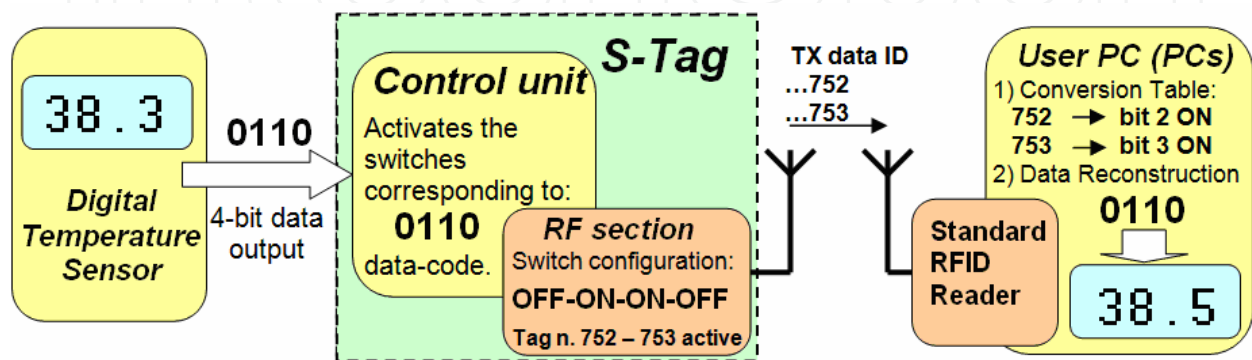 38.3
Digital
Temperature
Sensor
0110
4-bit data
output
S-Tag
Control unit
Activates the
switches
corresponding to:
0110
data-code.
RF section
Switch configuration:
OFF-ON-ON-OFF
Tag n. 752 – 753 active
TX data ID
...752
...753
Standard
RFID
Reader
User PC (PCs)
1) Conversion Table:
752 → bit 2 ON
753 → bit 3 ON
2) Data Reconstruction
0110
38.5